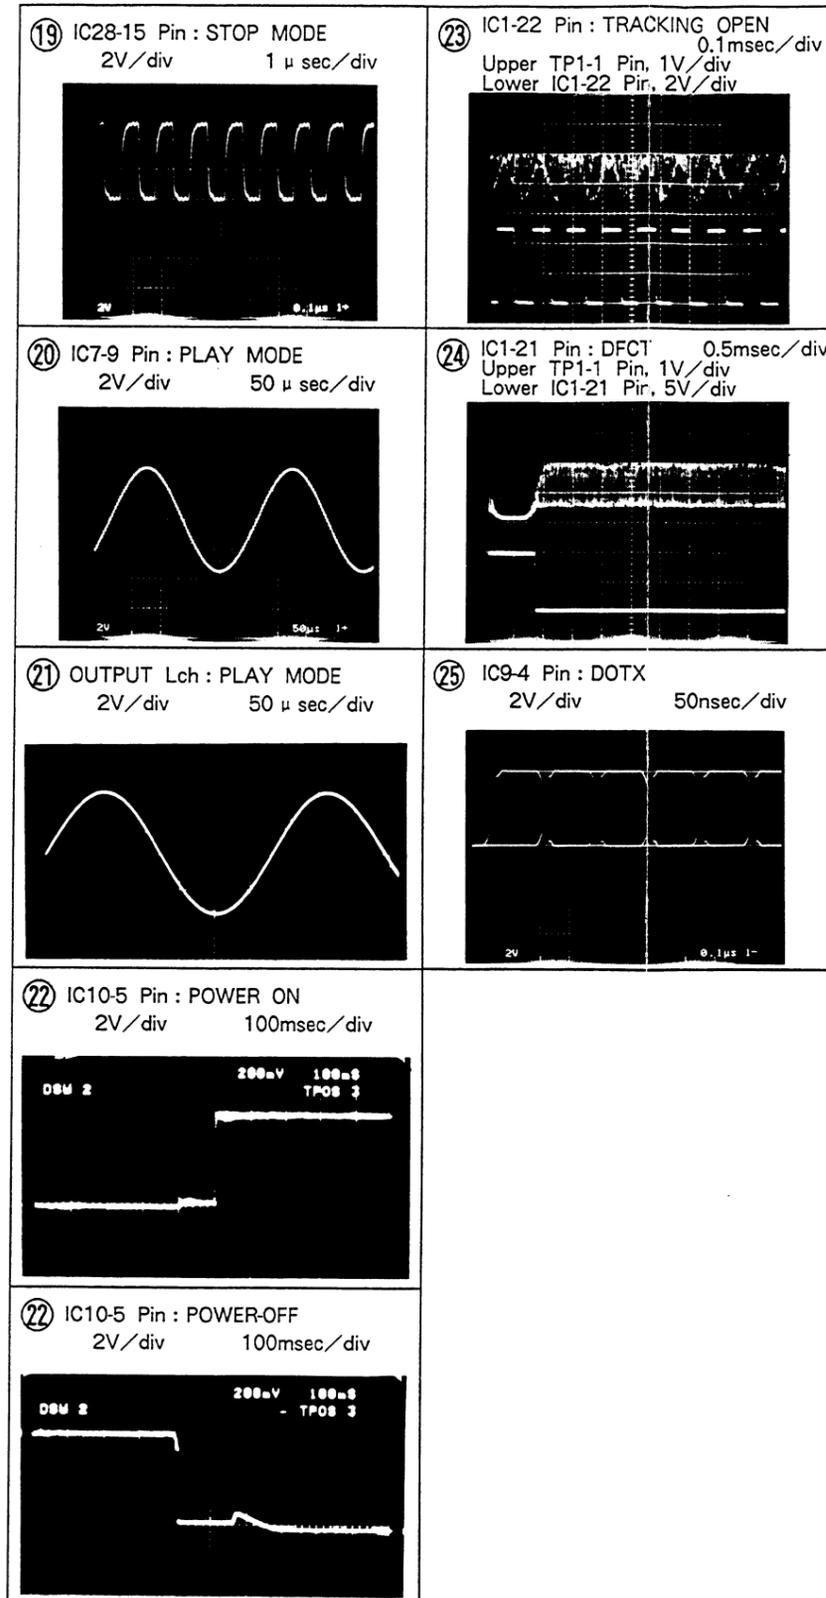 ⑲ IC28-15 Pin : STOP MODE
2V/div 1 μ sec/div
2V 0.1μs 1+
⑳ IC7-9 Pin : PLAY MODE
2V/div 50 μ sec/div
2V 50μs 1+
㉑ OUTPUT Lch : PLAY MODE
2V/div 50 μ sec/div
㉒ IC10-5 Pin : POWER ON
2V/div 100msec/div
200mV 100mS
DSW 2 TPOS 3
㉒ IC10-5 Pin : POWER-OFF
2V/div 100msec/div
200mV 100mS
DSW 2 - TPOS 3
㉓ IC1-22 Pin : TRACKING OPEN
0.1msec/div
Upper TP1-1 Pin, 1V/div
Lower IC1-22 Pin, 2V/div
㉔ IC1-21 Pin : DFCT 0.5msec/div
Upper TP1-1 Pin, 1V/div
Lower IC1-21 Pin, 5V/div
㉕ IC9-4 Pin : DOTX
2V/div 50nsec/div
2V 0.1μs 1-